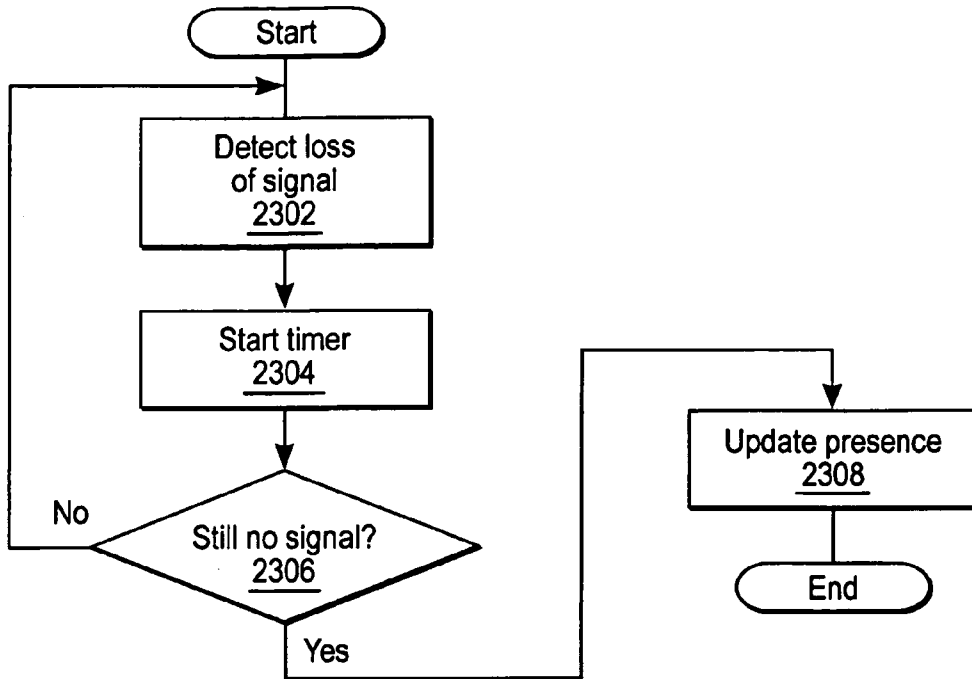 Start
Detect loss
of signal
2302
Start timer
2304
Still no signal?
2306
No
Yes
Update presence
2308
End